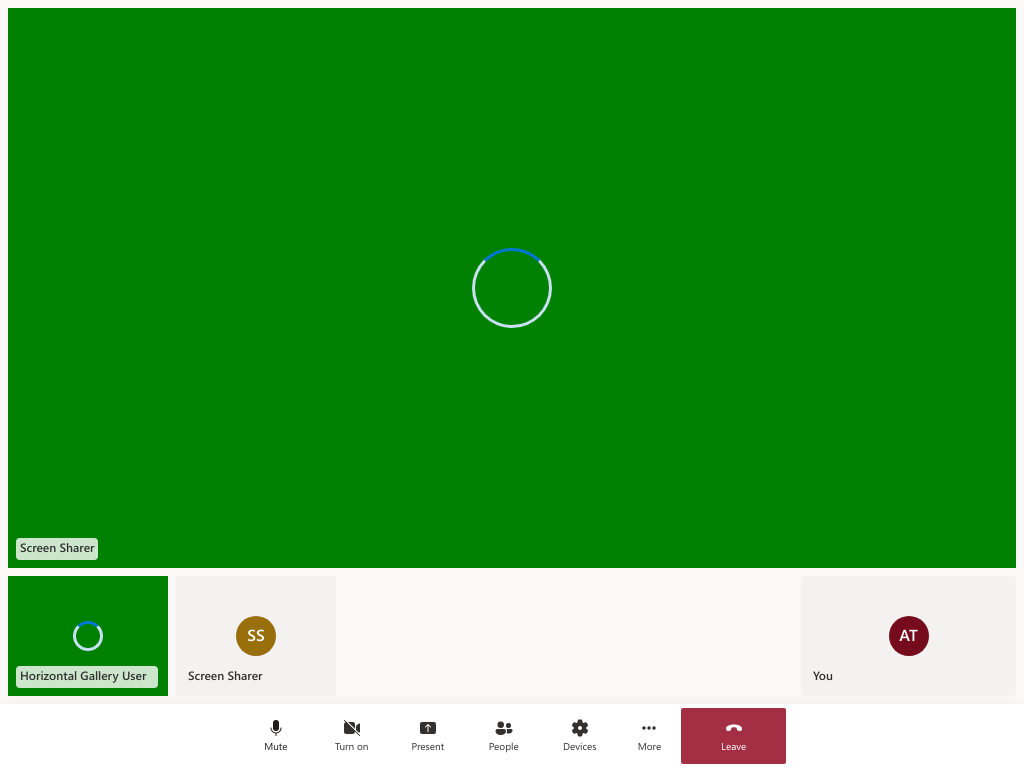 Screen Sharer
Horizontal Gallery User
SS
Screen Sharer
AT
You
Mute
Turn on
Present
People
Devices
More
Leave